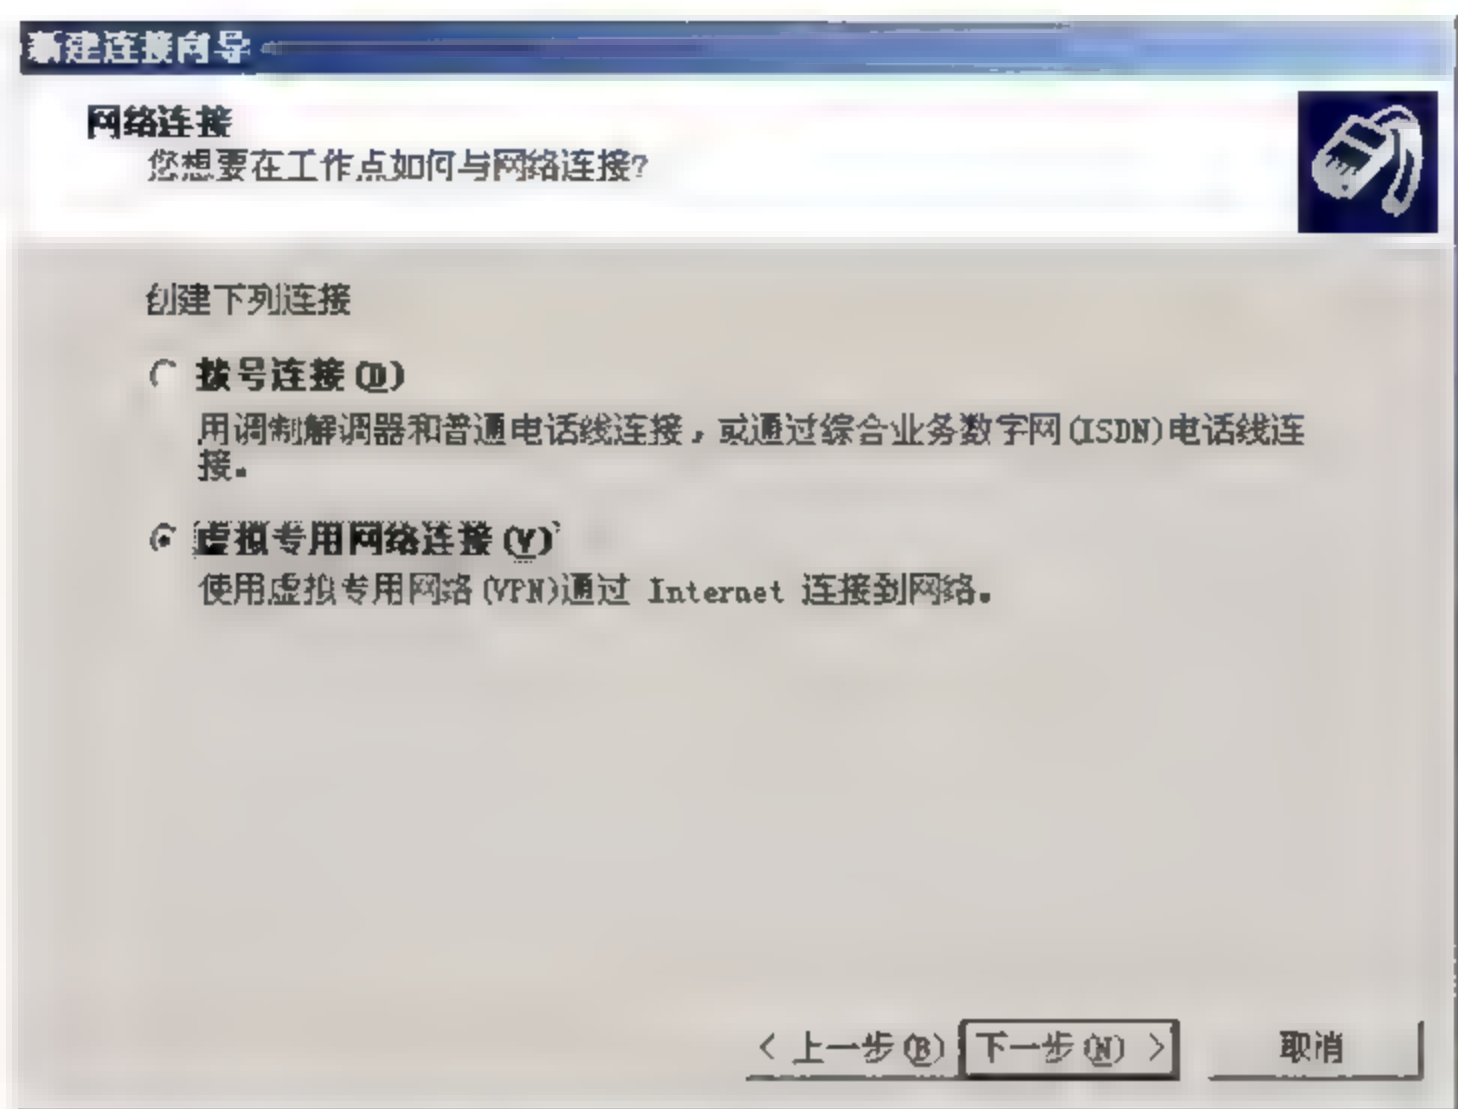 新建连接向导
网络连接
您想要在工作点如何与网络连接?
创建下列连接
拨号连接(D)
用调制解调器和普通电话线连接,或通过综合业务数字网(ISDN)电话线连
接。
虚拟专用网络连接(V)
使用虚拟专用网络(VPN)通过 Internet 连接到网络。
< 上一步(B) 下一步(N) > 取消